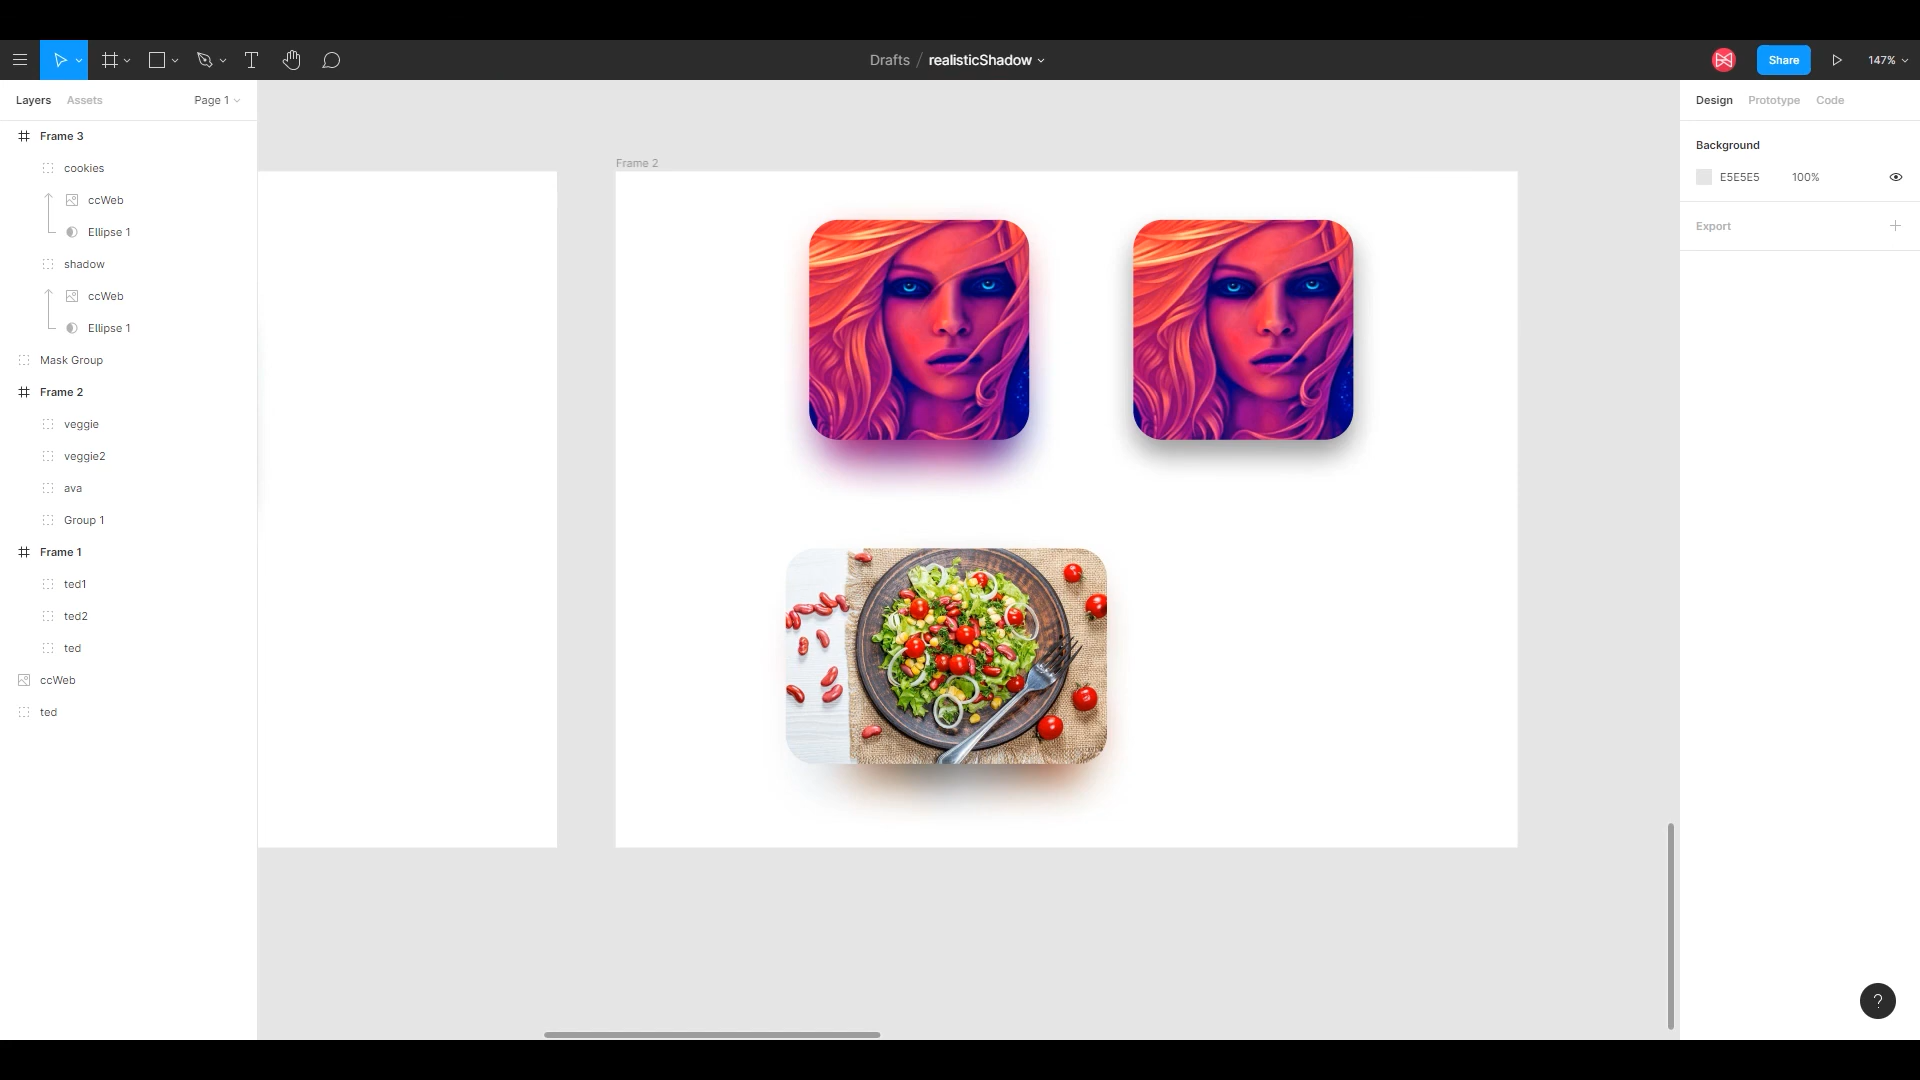 Drafts / realisticShadow
Share
147%
Layers
Assets
Page 1
Frame 3
cookies
ccWeb
Ellipse 1
shadow
ccWeb
Ellipse 1
Mask Group
Frame 2
veggie
veggie2
ava
Group 1
Frame 1
ted1
ted2
ted
ccWeb
ted
Frame 2
Design
Prototype
Code
Background
E5E5E5
100%
Export
?